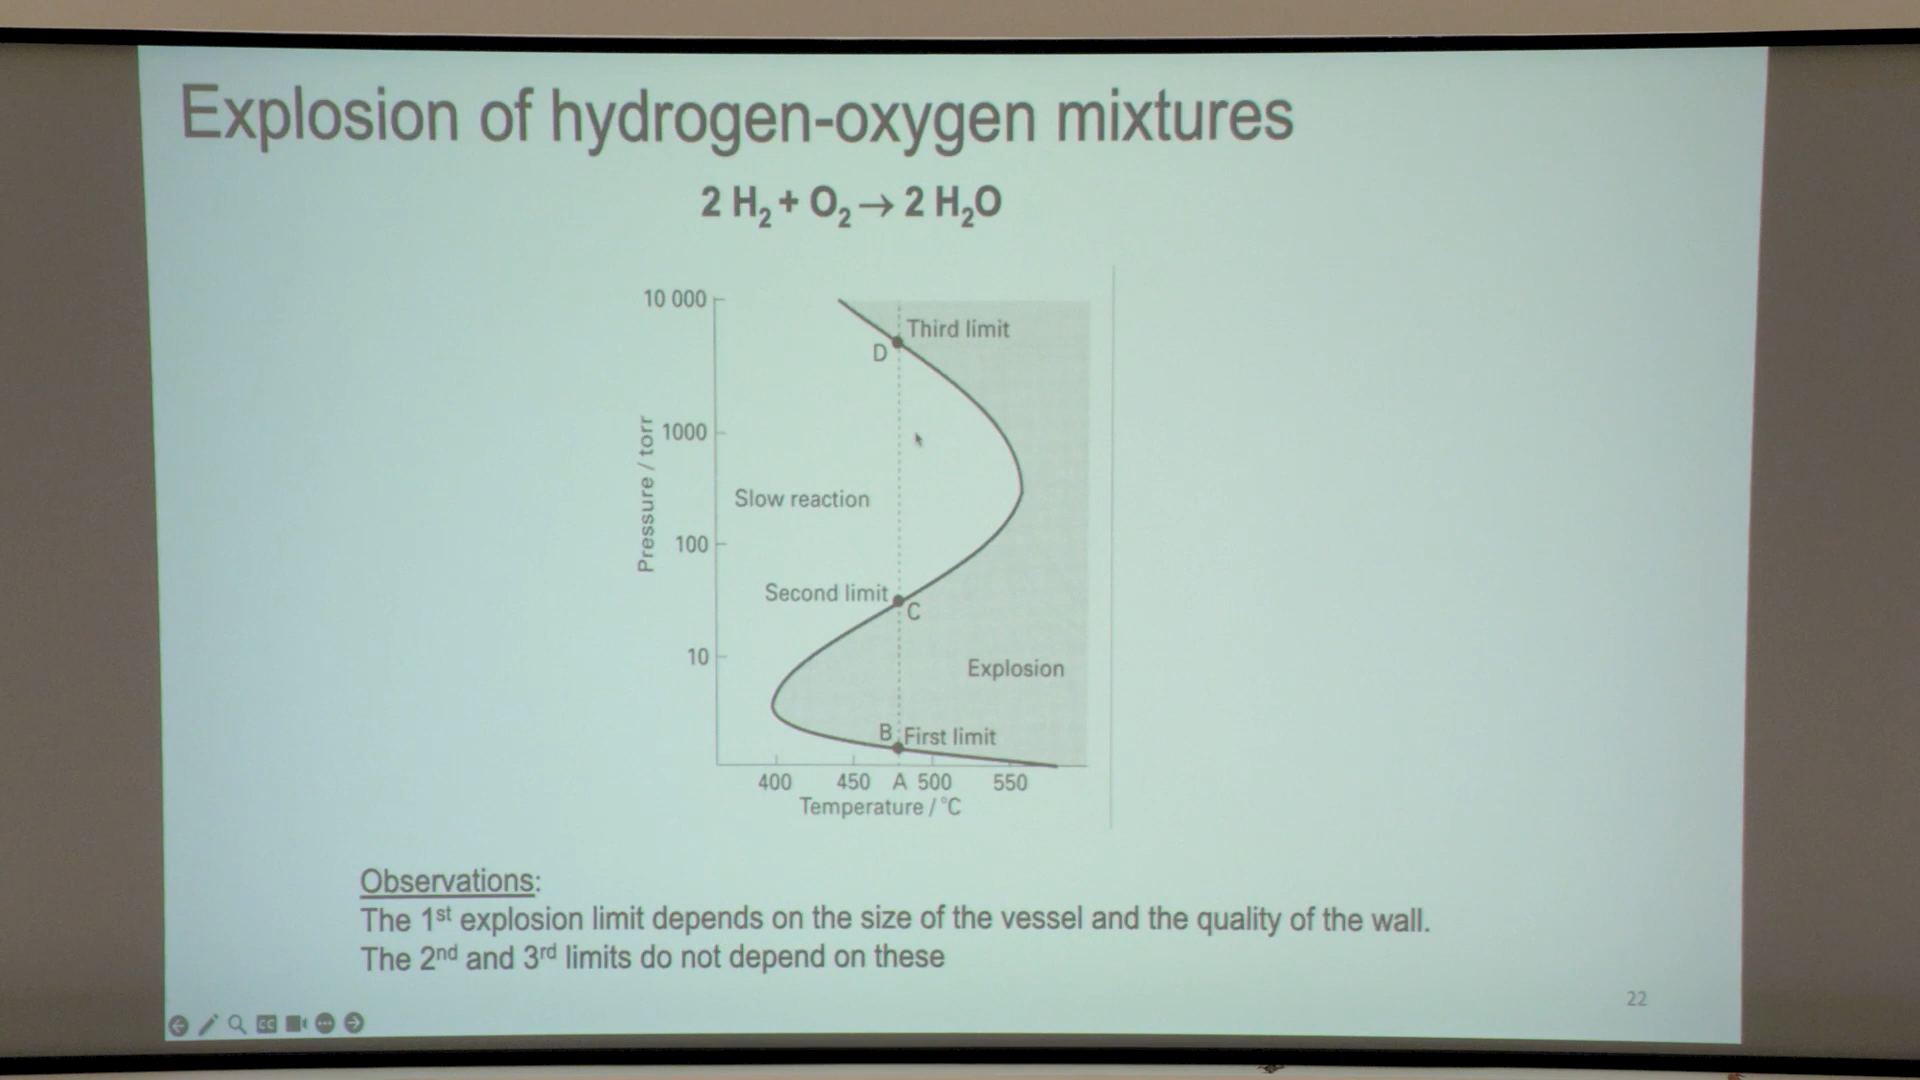 Explosion of hydrogen-oxygen mixtures
2 H₂ + O₂ → 2 H₂O
10 000
Third limit
D
1000
Pressure / torr
Slow reaction
100
Second limit
C
10
Explosion
B
First limit
400 450 A 500 550
Temperature / °C
Observations:
The 1st explosion limit depends on the size of the vessel and the quality of the wall.
The 2nd and 3rd limits do not depend on these
22
CC